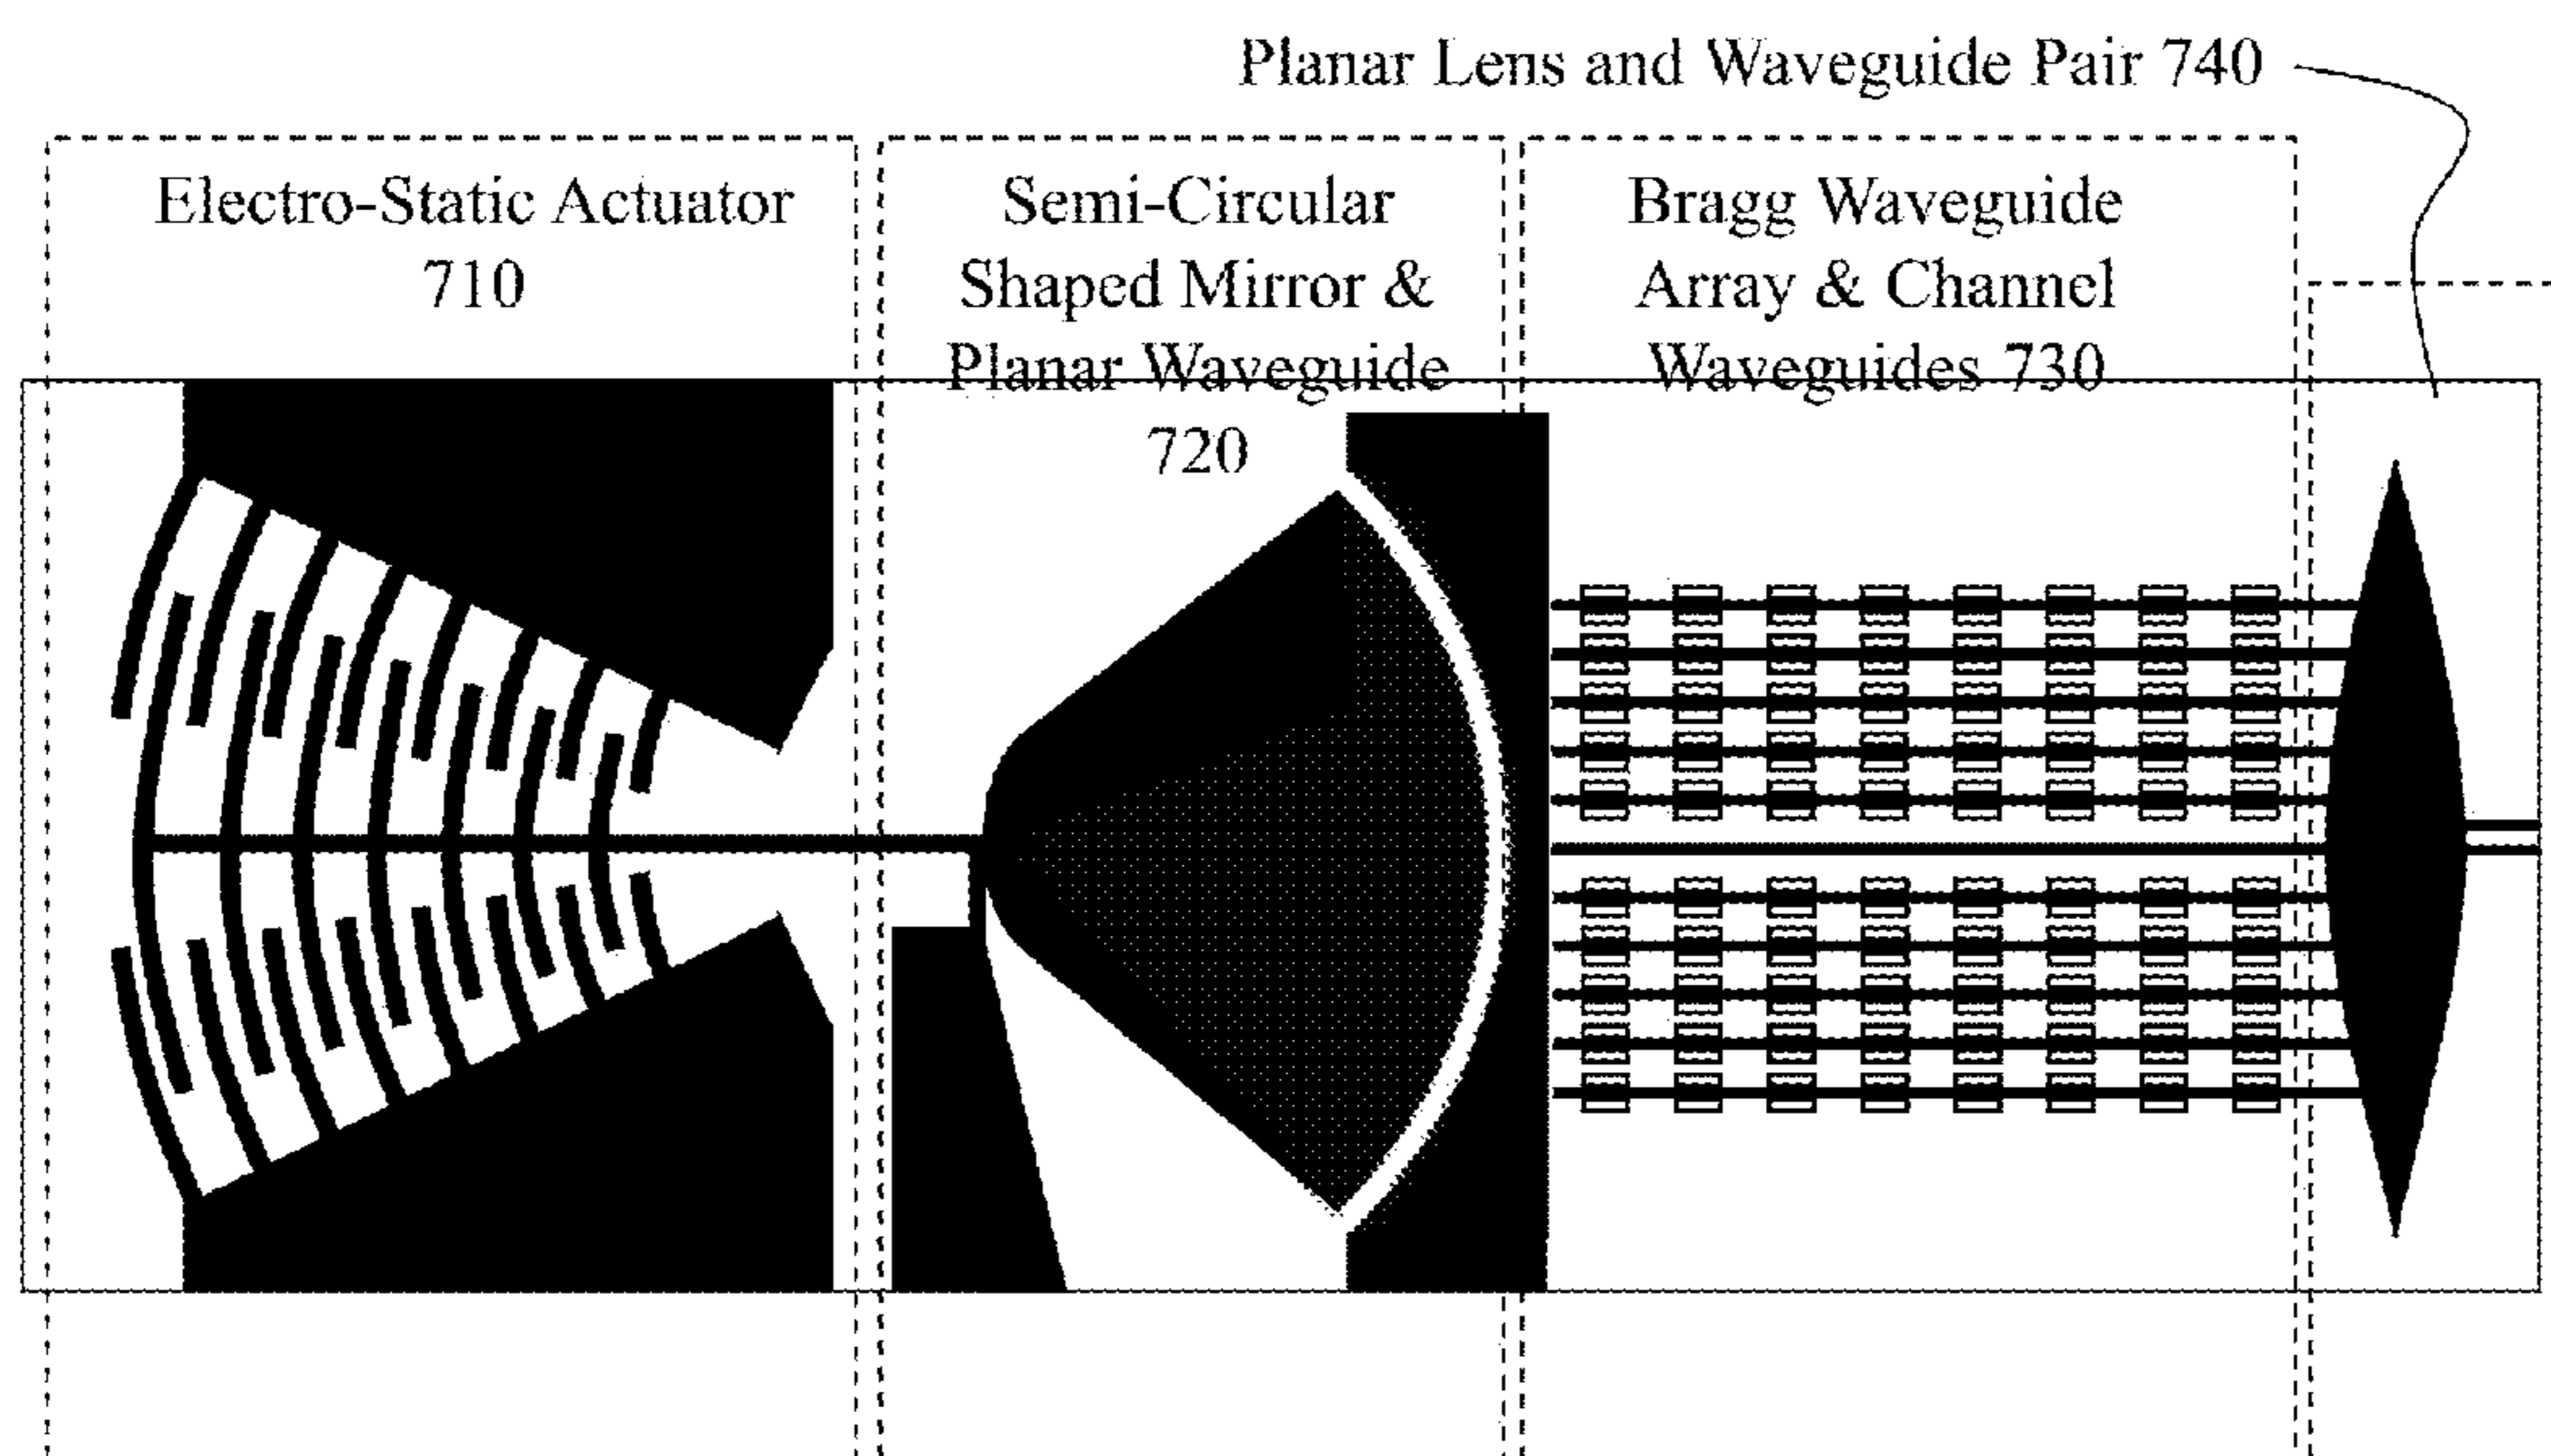 Planar Lens and Waveguide Pair 740
Electro-Static Actuator
710
Semi-Circular
Shaped Mirror &
Planar Waveguide
720
Bragg Waveguide
Array & Channel
Waveguides 730